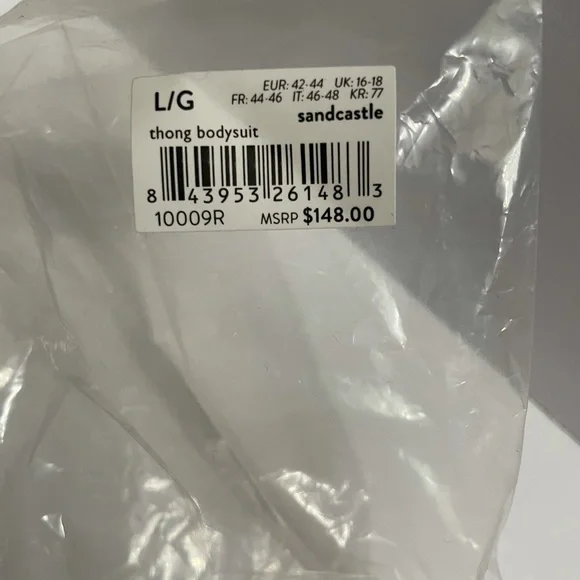 L/G
EUR: 42-44 UK: 16-18
FR: 44-46 IT: 46-48 KR: 77
sandcastle
thong bodysuit
8 43953 26148 3
10009R MSRP $148.00